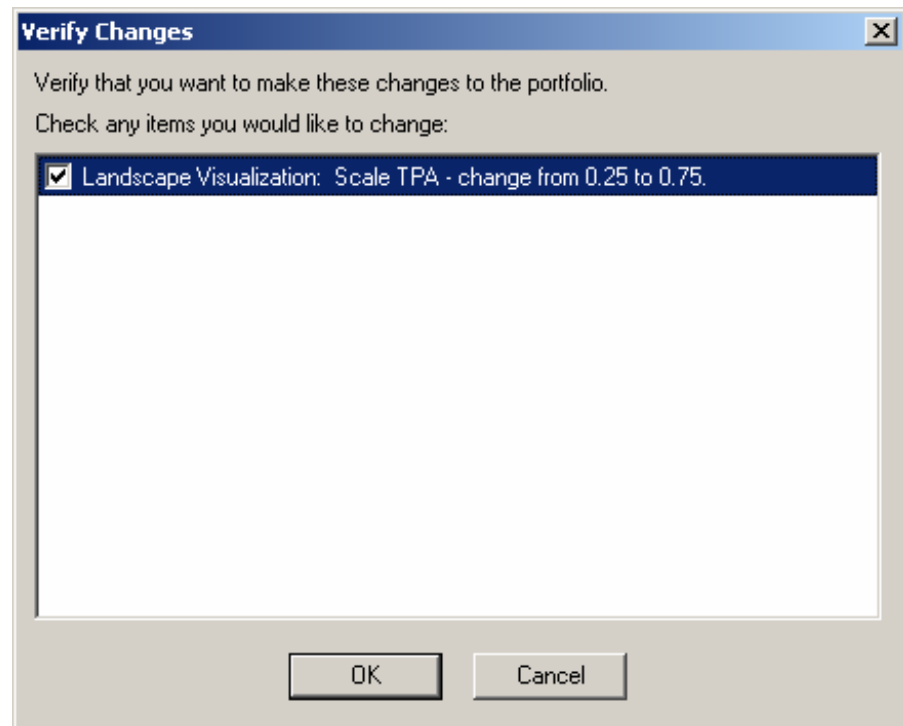 Verify Changes
Verify that you want to make these changes to the portfolio.
Check any items you would like to change:
Landscape Visualization:  Scale TPA - change from 0.25 to 0.75.
OK
Cancel